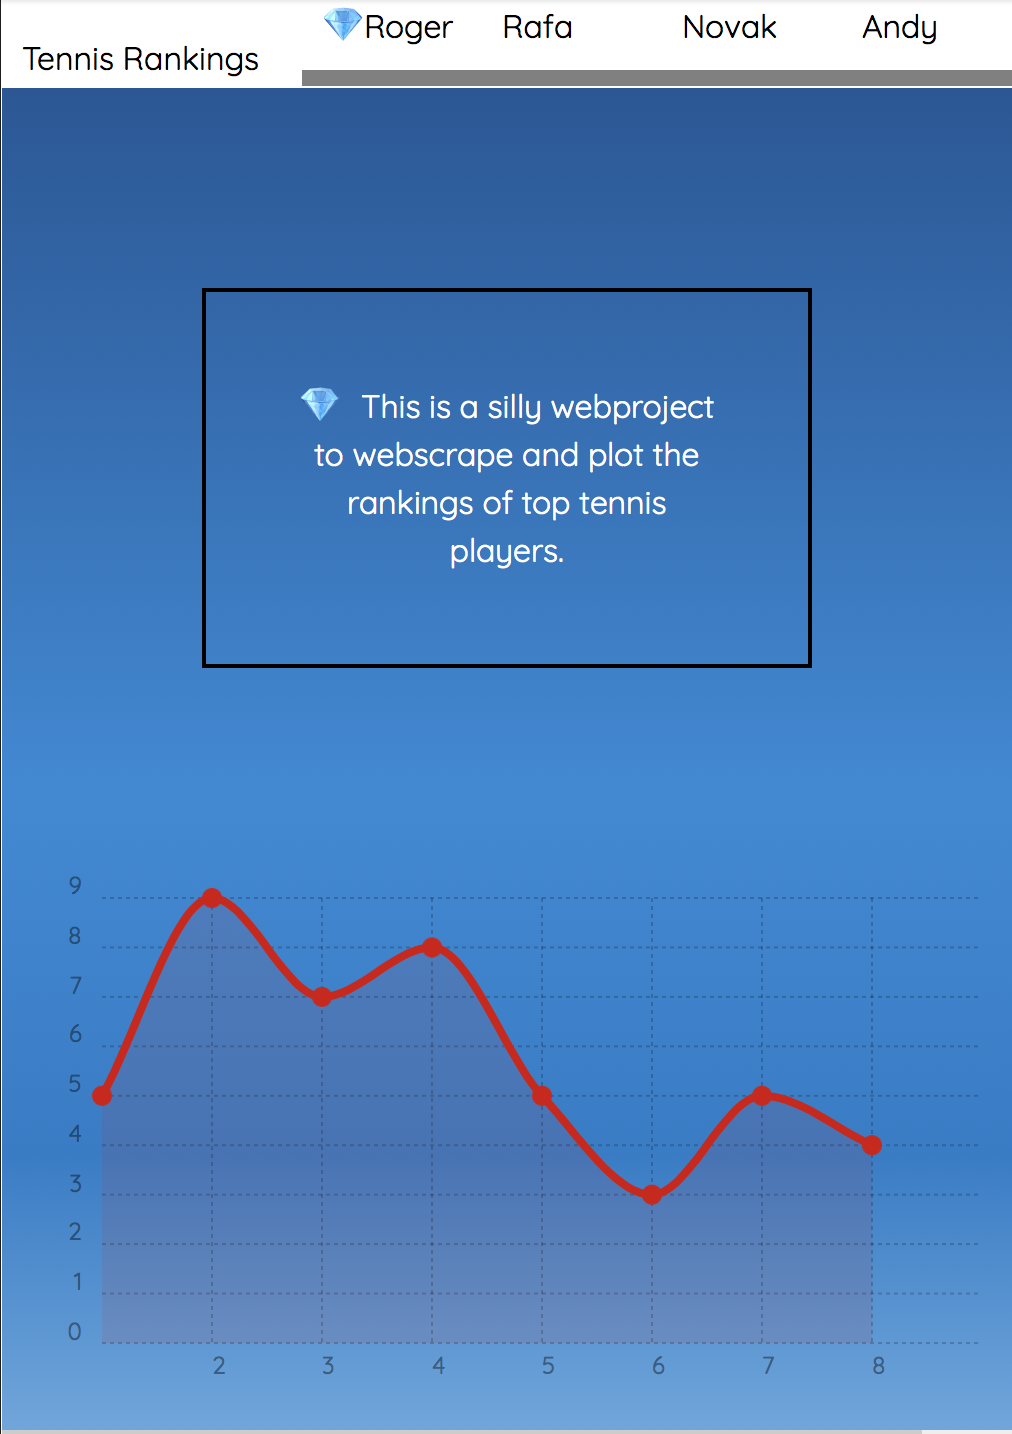 Roger Rafa Novak Andy
Tennis Rankings
This is a silly webproject
to webscrape and plot the
rankings of top tennis
players.
9
8
7
6
5
4
3
2
1
0
2 3 4 5 6 7 8